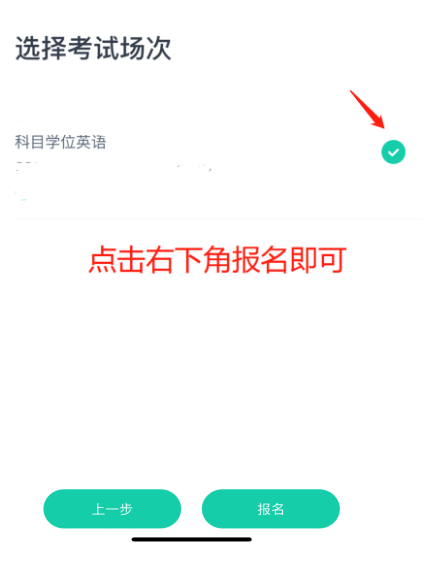 选择考试场次
科目学位英语
点击右下角报名即可
上一步
报名